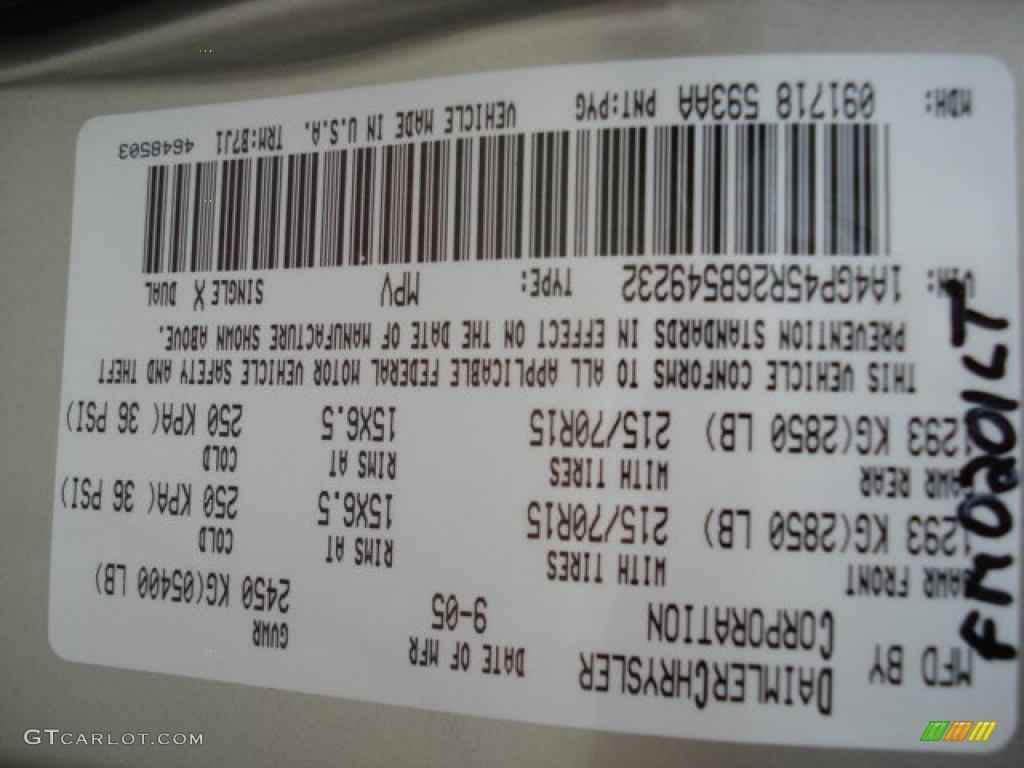 MFD BY DAIMLERCHRYSLER CORPORATION DATE OF MFR 9-05 GVWR 2450 KG(05400 LB)
GAWR FRONT WITH TIRES RIMS AT COLD
1293 KG(2850 LB) 215/70R15 15X6.5 250 KPA( 36 PSI)
GAWR REAR WITH TIRES RIMS AT COLD
1293 KG(2850 LB) 215/70R15 15X6.5 250 KPA( 36 PSI)
THIS VEHICLE CONFORMS TO ALL APPLICABLE FEDERAL MOTOR VEHICLE SAFETY AND THEFT
PREVENTION STANDARDS IN EFFECT ON THE DATE OF MANUFACTURE SHOWN ABOVE.
VIN: 1A4GP45R26B549232 TYPE: MPV SINGLE X DUAL
MDH: 091718 593AA PNT:PYG VEHICLE MADE IN U.S.A. TRM:B7J1 4648503
FM0201LT
GTCARLOT.COM